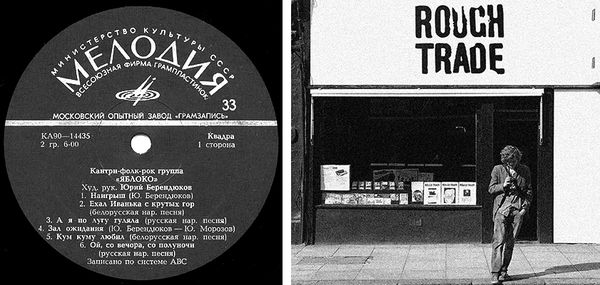 МИНИСТЕРСТВО КУЛЬТУРЫ СССР
МЕЛОДИЯ
ВСЕСОЮЗНАЯ ФИРМА ГРАМПЛАСТИНОК
33
МОСКОВСКИЙ ОПЫТНЫЙ ЗАВОД «ГРАМЗАПИСЬ»
КА90—14435 Квадра
2 гр. 6-00 1 сторона
Кантри-фолк-рок группа
«ЯБЛОКО»
Худ. рук. Юрий Берендюков
1. Наигрыш (Ю. Берендюков)
2. Ехал Иванька с крутых гор
(белорусская нар. песня)
3. А я по лугу гуляла (русская нар. песня)
4. Зал ожидания (Ю. Берендюков — Ю. Морозов)
5. Кум куму любил (белорусская нар. песня)
6. Ой, со вечора, со полуночи
(русская нар. песня)
Записано по системе АВС
ROUGH
TRADE